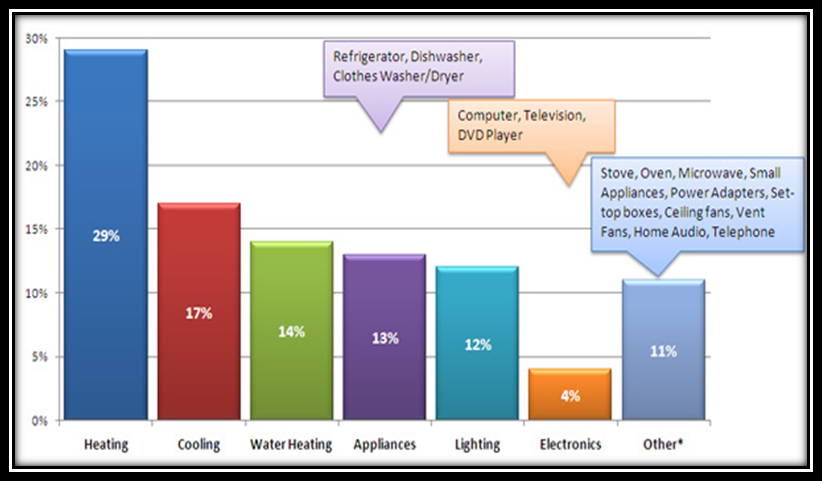 30%
25%
20%
15%
10%
5%
0%
Refrigerator, Dishwasher,
Clothes Washer/Dryer
Computer, Television,
DVD Player
Stove, Oven, Microwave, Small
Appliances, Power Adapters, Set-
top boxes, Ceiling fans, Vent
Fans, Home Audio, Telephone
29%
17%
14%
13%
12%
4%
11%
Heating
Cooling
Water Heating
Appliances
Lighting
Electronics
Other*